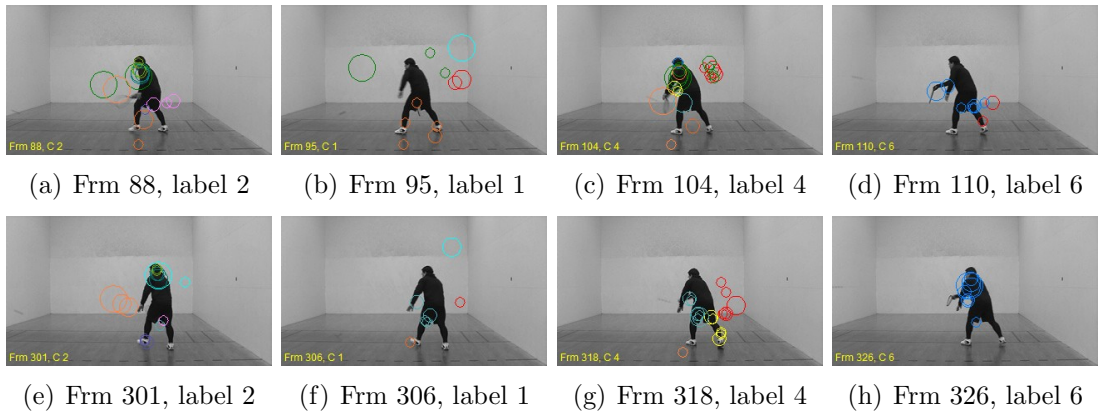 Frm 88, C 2
Frm 95, C 1
Frm 104, C 4
Frm 110, C 6
(a) Frm 88, label 2
(b) Frm 95, label 1
(c) Frm 104, label 4
(d) Frm 110, label 6
Frm 301, C 2
Frm 306, C 1
Frm 318, C 4
Frm 326, C 6
(e) Frm 301, label 2
(f) Frm 306, label 1
(g) Frm 318, label 4
(h) Frm 326, label 6